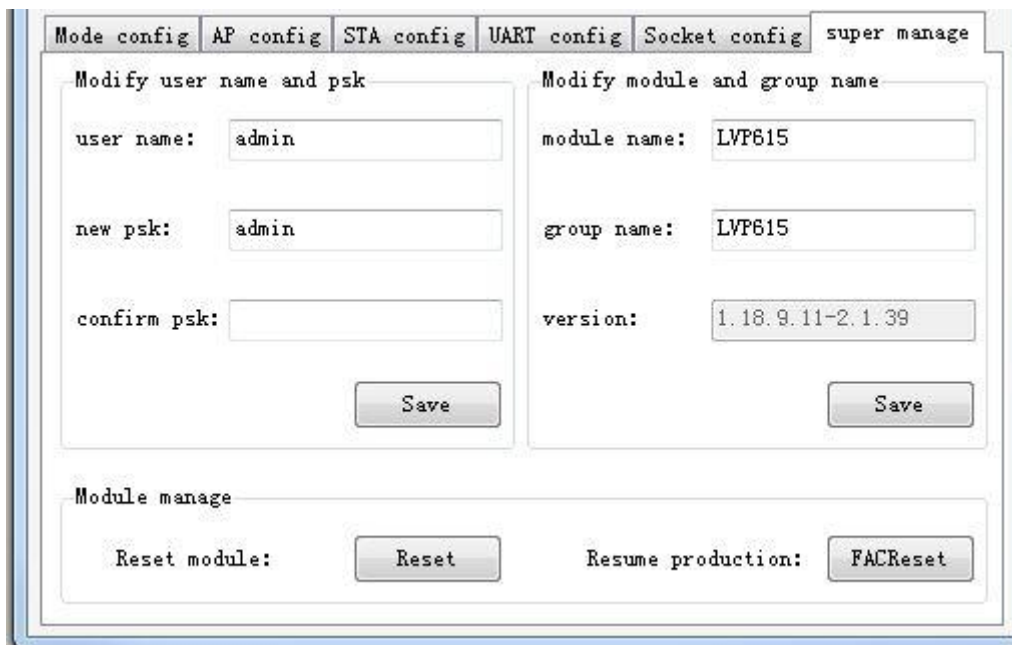 Mode config AP config STA config UART config Socket config super manage
Modify user name and psk
user name: admin
new psk: admin
confirm psk:
Save
Modify module and group name
module name: LVP615
group name: LVP615
version: 1.18.9.11-2.1.39
Save
Module manage
Reset module: Reset
Resume production: FACReset